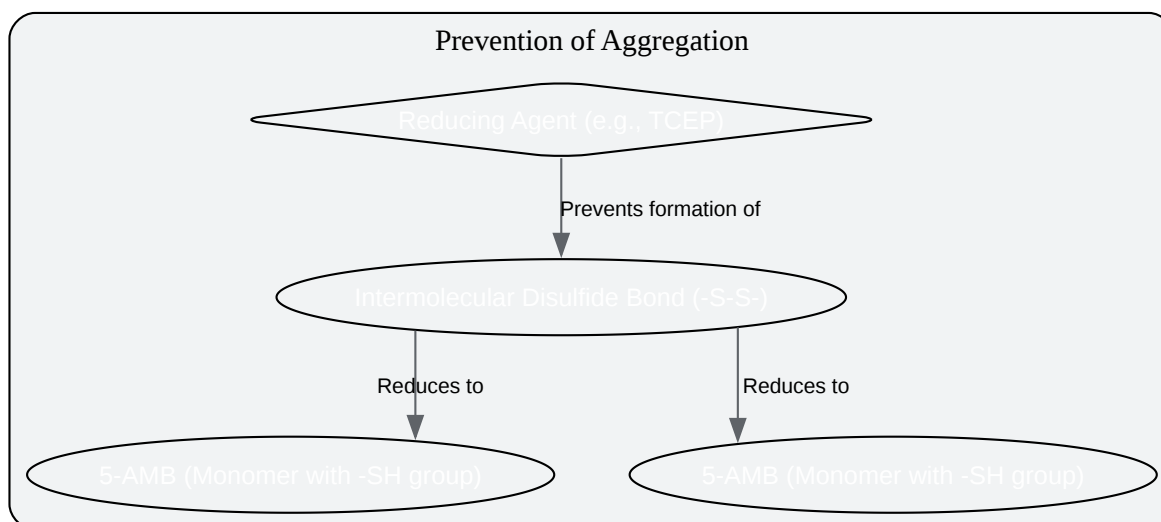 Prevention of Aggregation
Reducing Agent (e.g., TCEP)
Prevents formation of
Intermolecular Disulfide Bond (-S-S-)
Reduces to
Reduces to
5-AMB (Monomer with -SH group)
5-AMB (Monomer with -SH group)